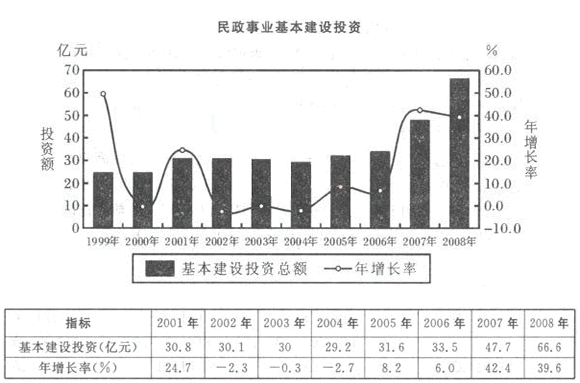 民政事业基本建设投资
亿元 %
70 60.0
60 50.0
50 40.0
40 30.0
30 20.0
20 10.0
10 0.0
0 -10.0
投资额
年增长率
1999年 2000年 2001年 2002年 2003年 2004年 2005年 2006年 2007年 2008年
基本建设投资总额 年增长率
指标 2001年 2002年 2003年 2004年 2005年 2006年 2007年 2008年
基本建设投资(亿元) 30.8 30.1 30 29.2 31.6 33.5 47.7 66.6
年增长率(%) 24.7 -2.3 -0.3 -2.7 8.2 6.0 42.4 39.6